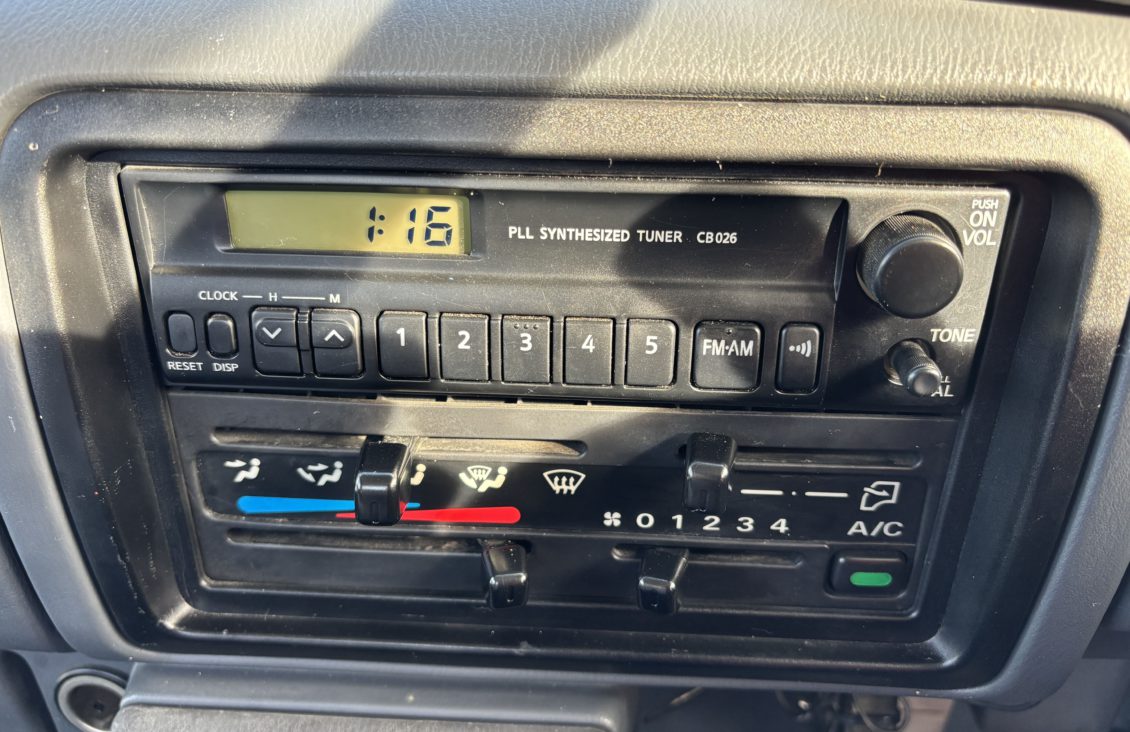 PUSH
ON
VOL
1:16
PLL SYNTHESIZED TUNER CB026
CLOCK H M
RESET DISP
1 2 3 4 5 FM·AM
TONE
0 1 2 3 4
A/C